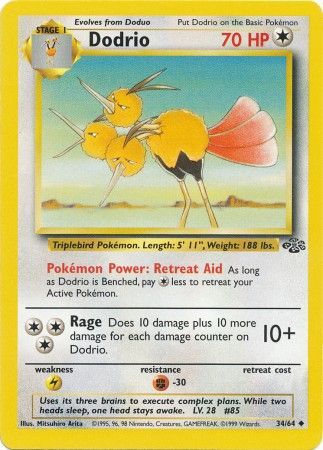 STAGE 1
Evolves from Doduo
Put Dodrio on the Basic Pokémon
Dodrio
70 HP
Triplebird Pokémon. Length: 5' 11", Weight: 188 lbs.
Pokémon Power: Retreat Aid As long
as Dodrio is Benched, pay less to retreat your
Active Pokémon.
Rage Does 10 damage plus 10 more
damage for each damage counter on
Dodrio.
10+
weakness
resistance
retreat cost
-30
Uses its three brains to execute complex plans. While two
heads sleep, one head stays awake. LV. 28 #85
Illus. Mitsuhiro Arita
©1995, 96, 98 Nintendo, Creatures, GAMEFREAK. ©1999 Wizards.
34/64